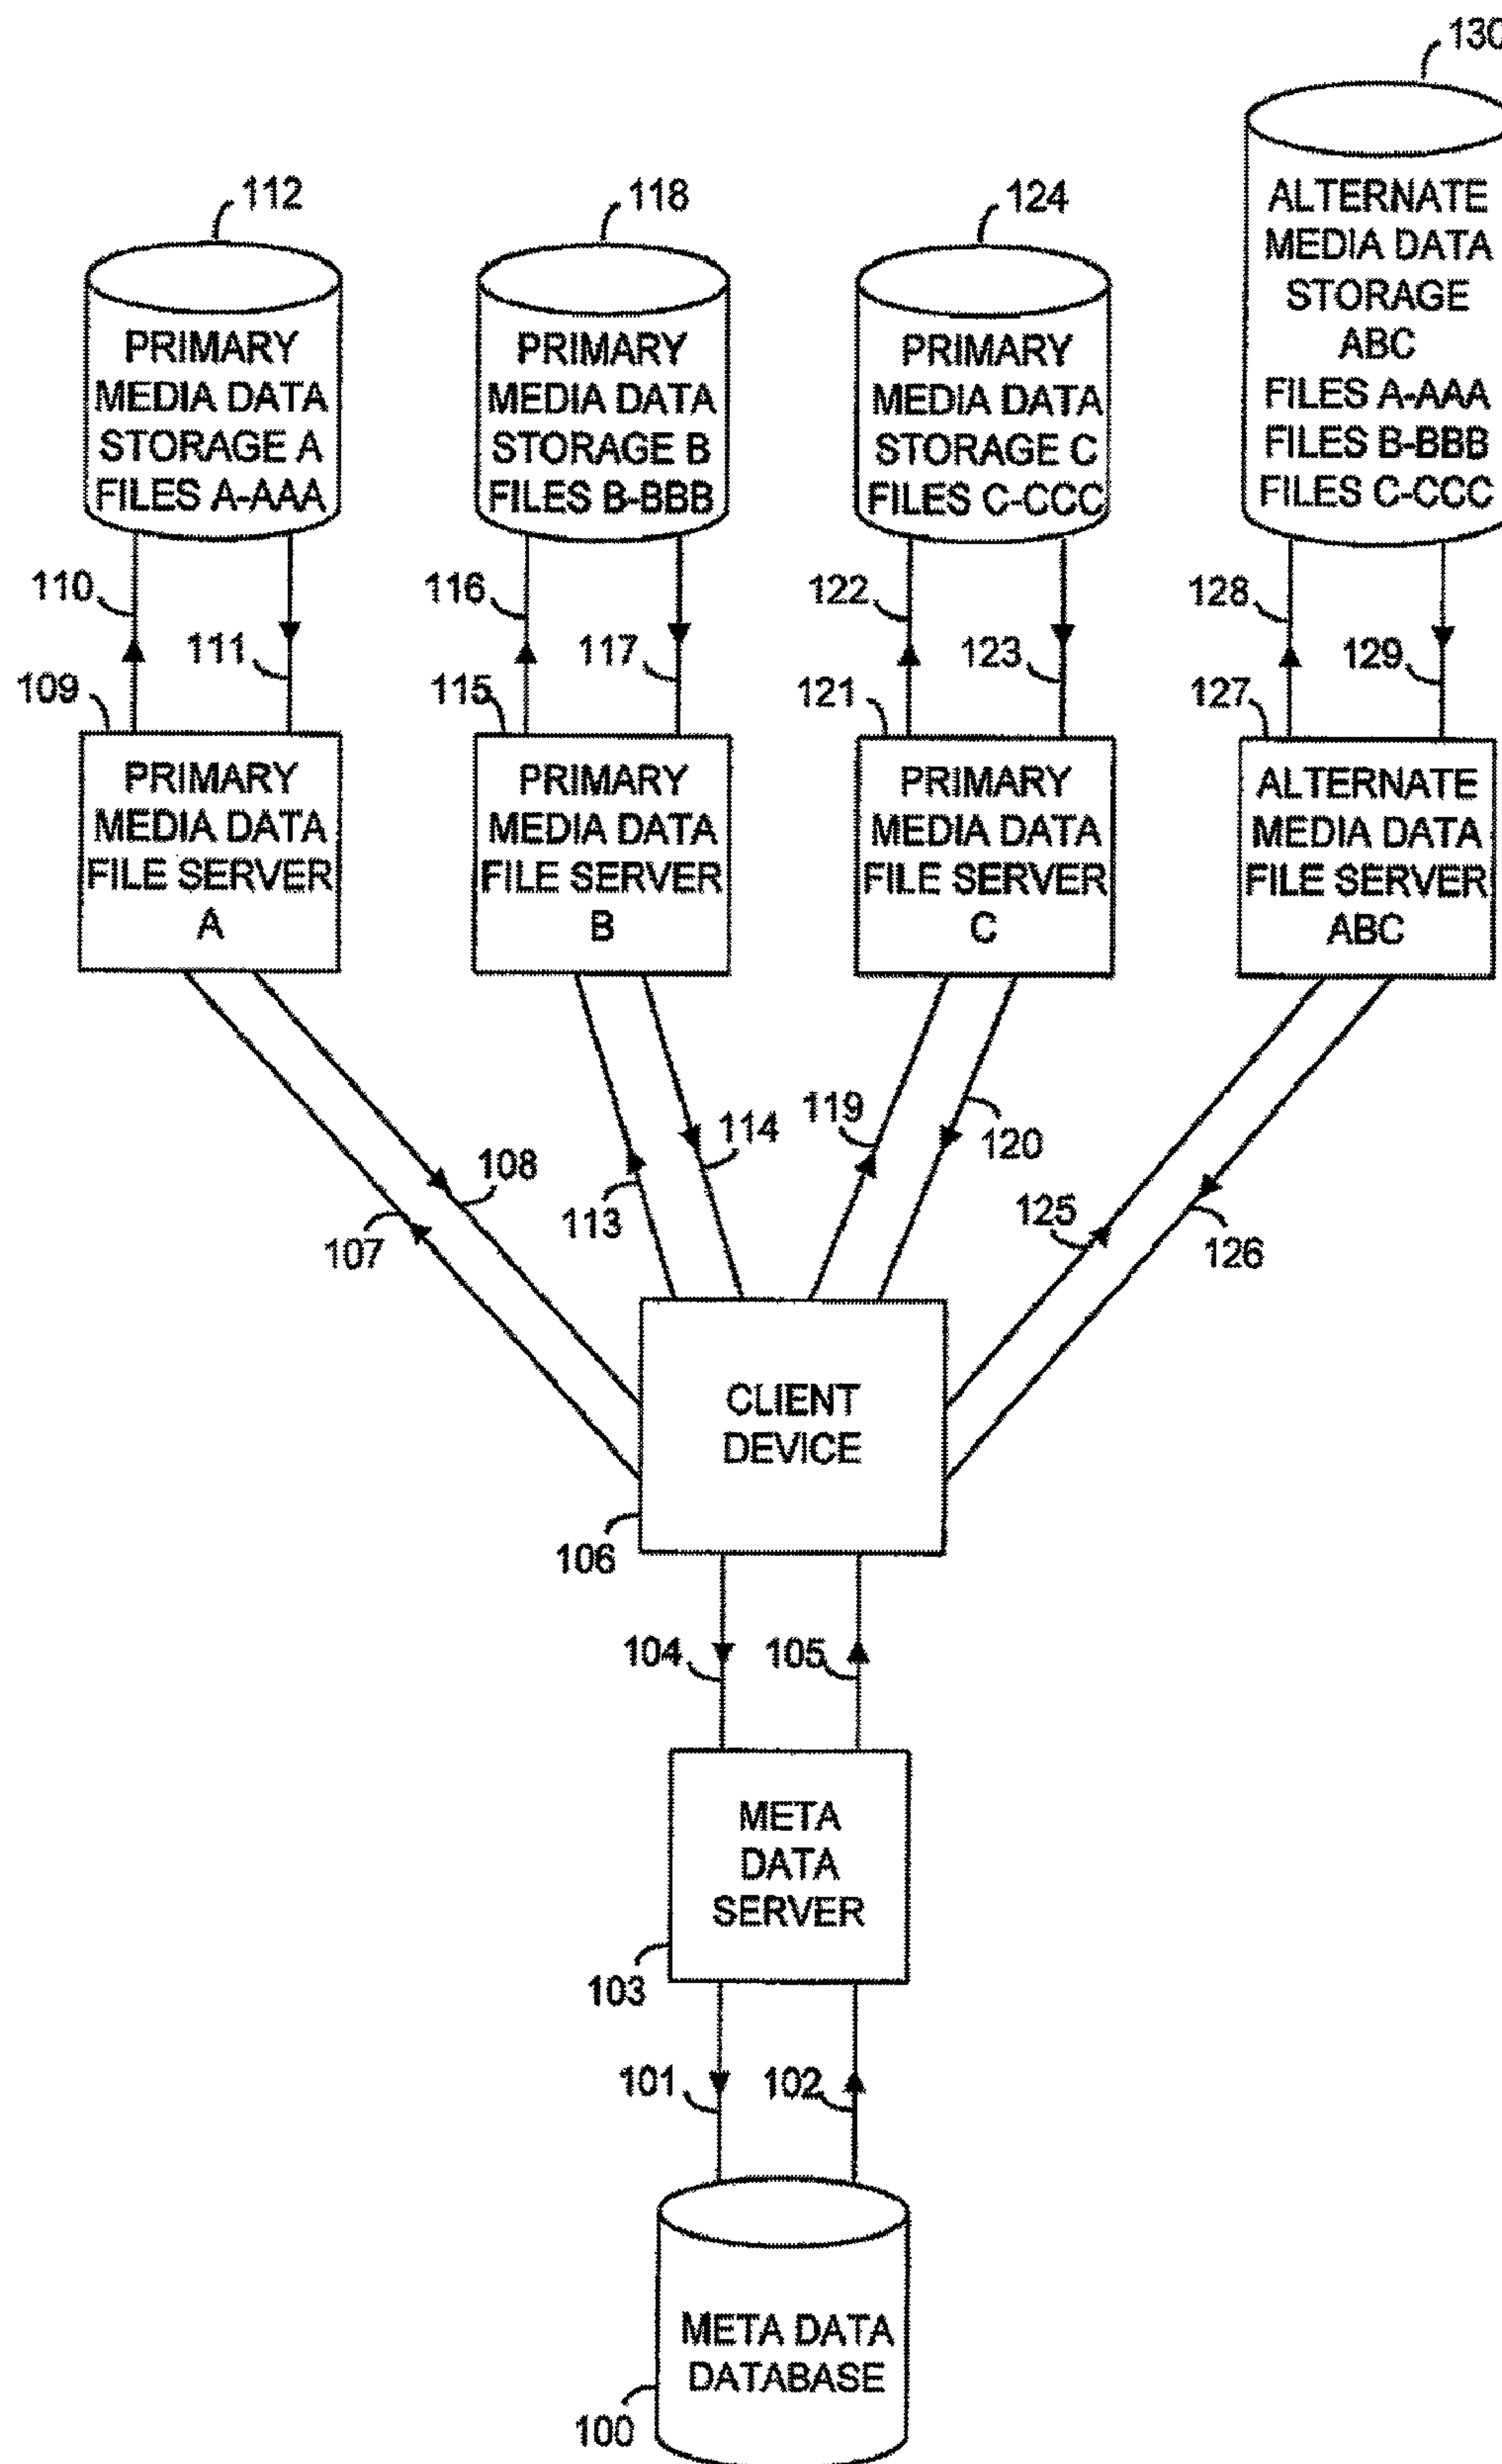 130
112
118
124
ALTERNATE
MEDIA DATA
STORAGE
ABC
FILES A-AAA
FILES B-BBB
FILES C-CCC
PRIMARY
MEDIA DATA
STORAGE A
FILES A-AAA
PRIMARY
MEDIA DATA
STORAGE B
FILES B-BBB
PRIMARY
MEDIA DATA
STORAGE C
FILES C-CCC
110
111
116
117
122
123
128
129
109
115
121
127
PRIMARY
MEDIA DATA
FILE SERVER
A
PRIMARY
MEDIA DATA
FILE SERVER
B
PRIMARY
MEDIA DATA
FILE SERVER
C
ALTERNATE
MEDIA DATA
FILE SERVER
ABC
107
108
113
114
119
120
125
126
CLIENT
DEVICE
106
104
105
META
DATA
SERVER
103
101
102
META DATA
DATABASE
100